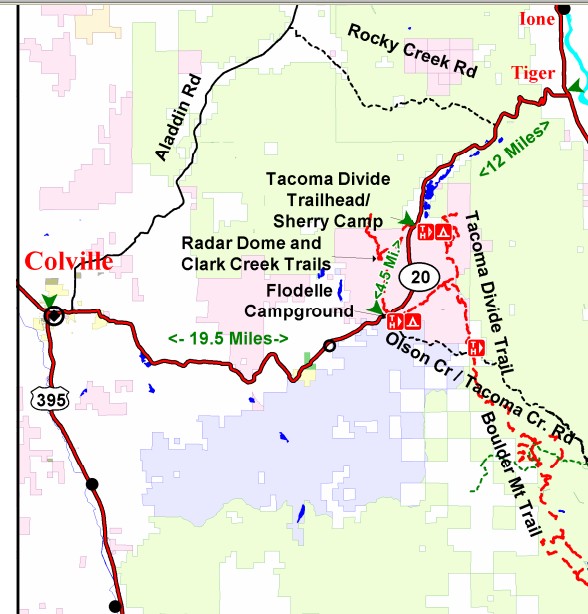 Ione
Rocky Creek Rd
Tiger
Aladdin Rd
<12 Miles>
Tacoma Divide
Trailhead/
Sherry Camp
Radar Dome and
Clark Creek Trails
<4.5 Mi.>
Tacoma Divide Trail
20
Colville
Flodelle
Campground
<- 19.5 Miles->
Olson Cr / Tacoma Cr. Rd
395
Boulder Mt Trail